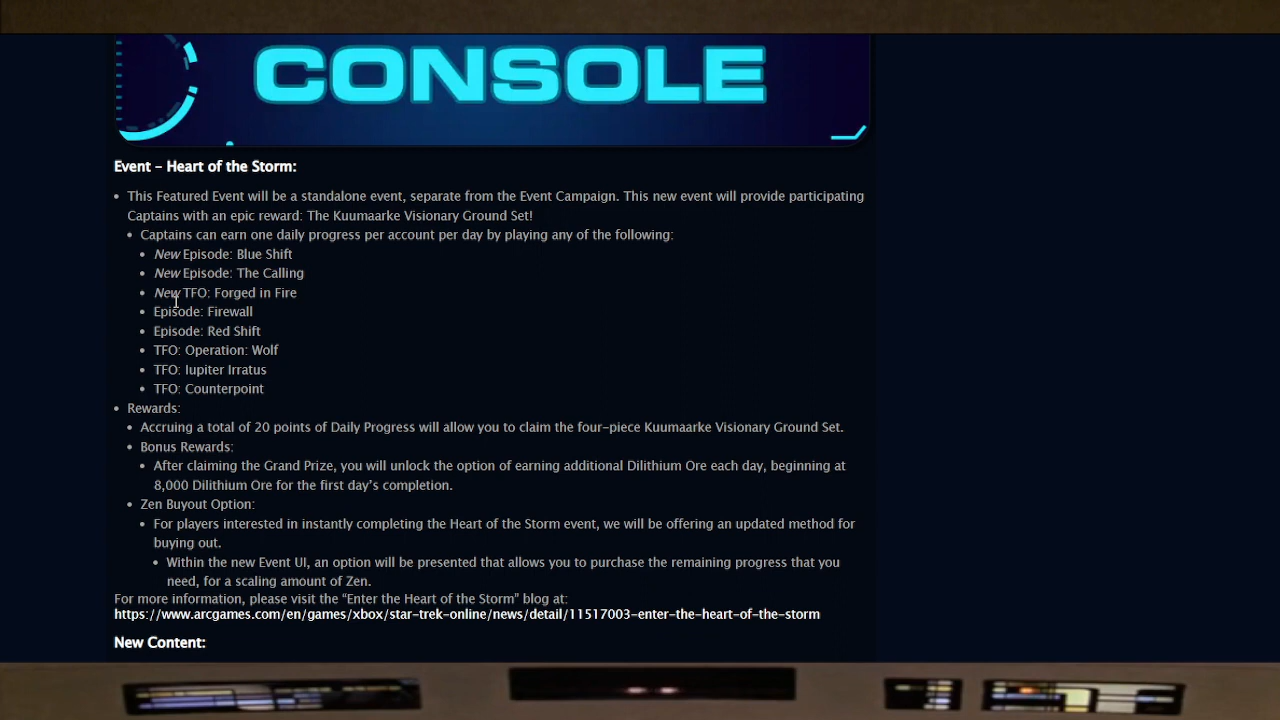 CONSOLE
Event – Heart of the Storm:
• This Featured Event will be a standalone event, separate from the Event Campaign. This new event will provide participating
Captains with an epic reward: The Kuumaarke Visionary Ground Set!
• Captains can earn one daily progress per account per day by playing any of the following:
• New Episode: Blue Shift
• New Episode: The Calling
• New TFO: Forged in Fire
• Episode: Firewall
• Episode: Red Shift
• TFO: Operation: Wolf
• TFO: Iupiter Irratus
• TFO: Counterpoint
• Rewards:
• Accruing a total of 20 points of Daily Progress will allow you to claim the four-piece Kuumaarke Visionary Ground Set.
• Bonus Rewards:
• After claiming the Grand Prize, you will unlock the option of earning additional Dilithium Ore each day, beginning at
8,000 Dilithium Ore for the first day's completion.
• Zen Buyout Option:
• For players interested in instantly completing the Heart of the Storm event, we will be offering an updated method for
buying out.
• Within the new Event UI, an option will be presented that allows you to purchase the remaining progress that you
need, for a scaling amount of Zen.
For more information, please visit the “Enter the Heart of the Storm” blog at:
https://www.arcgames.com/en/games/xbox/star-trek-online/news/detail/11517003-enter-the-heart-of-the-storm
New Content: